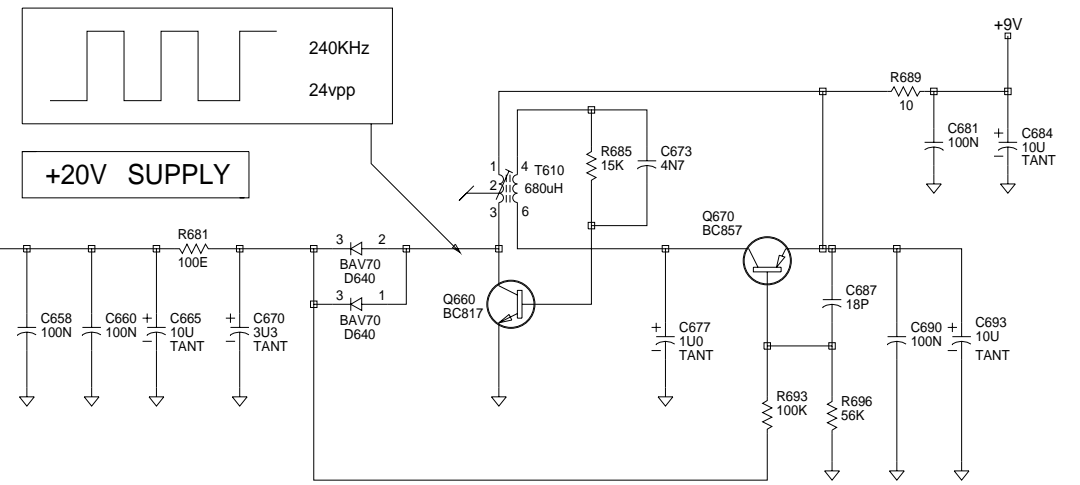 240KHz
24vpp
+20V SUPPLY
+9V
R689
10
C681
100N
C684
10U
TANT
+
-
R685
15K
C673
4N7
1
2
3
4
6
T610
680uH
Q670
BC857
R681
100E
3 2
BAV70
D640
3 1
BAV70
D640
Q660
BC817
C687
18P
C658
100N
C660
100N
+
-
C665
10U
TANT
+
-
C670
3U3
TANT
+
-
C677
1U0
TANT
C690
100N
+
-
C693
10U
TANT
R693
100K
R696
56K